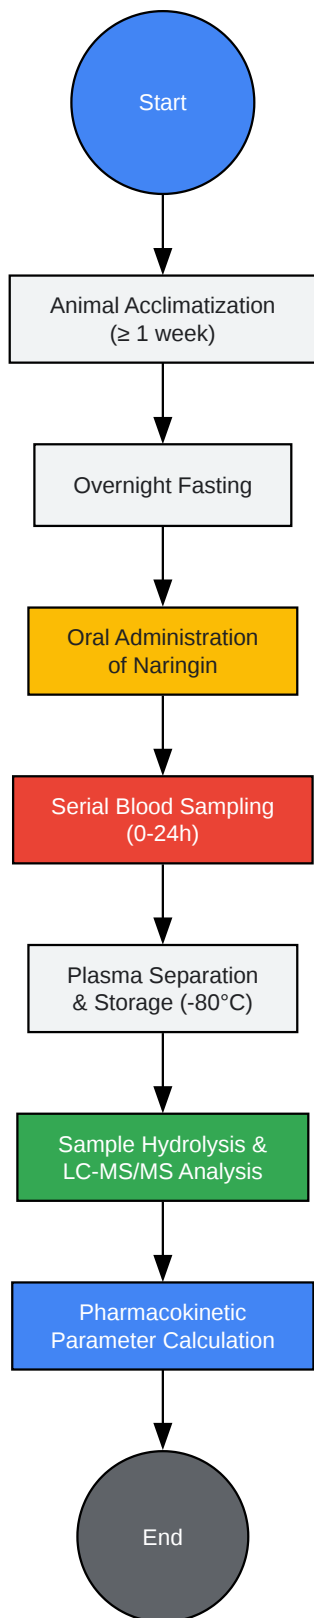 Start
Animal Acclimatization
(≥ 1 week)
Overnight Fasting
Oral Administration
of Naringin
Serial Blood Sampling
(0-24h)
Plasma Separation
& Storage (-80°C)
Sample Hydrolysis &
LC-MS/MS Analysis
Pharmacokinetic
Parameter Calculation
End